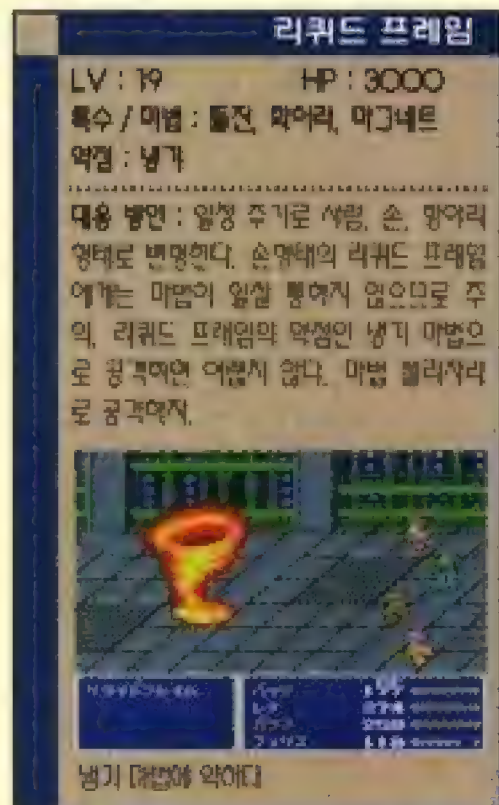 리퀴드 프레임
LV : 19 HP : 3000
특수 / 마법 : 돌진, 막아리, 마그네트
약점 : 냉기
대응 방안 : 일정 주기로 사람, 손, 항아리
형태로 변형한다. 손형태의 리퀴드 프레임
에게는 마법이 일살 통하지 않으므로 주
의. 리퀴드 프레임의 약점인 냉기 마법으
로 공격하면 어렵지 않다. 마법 블리자라
로 공격하자.
냉기 마법에 약하다